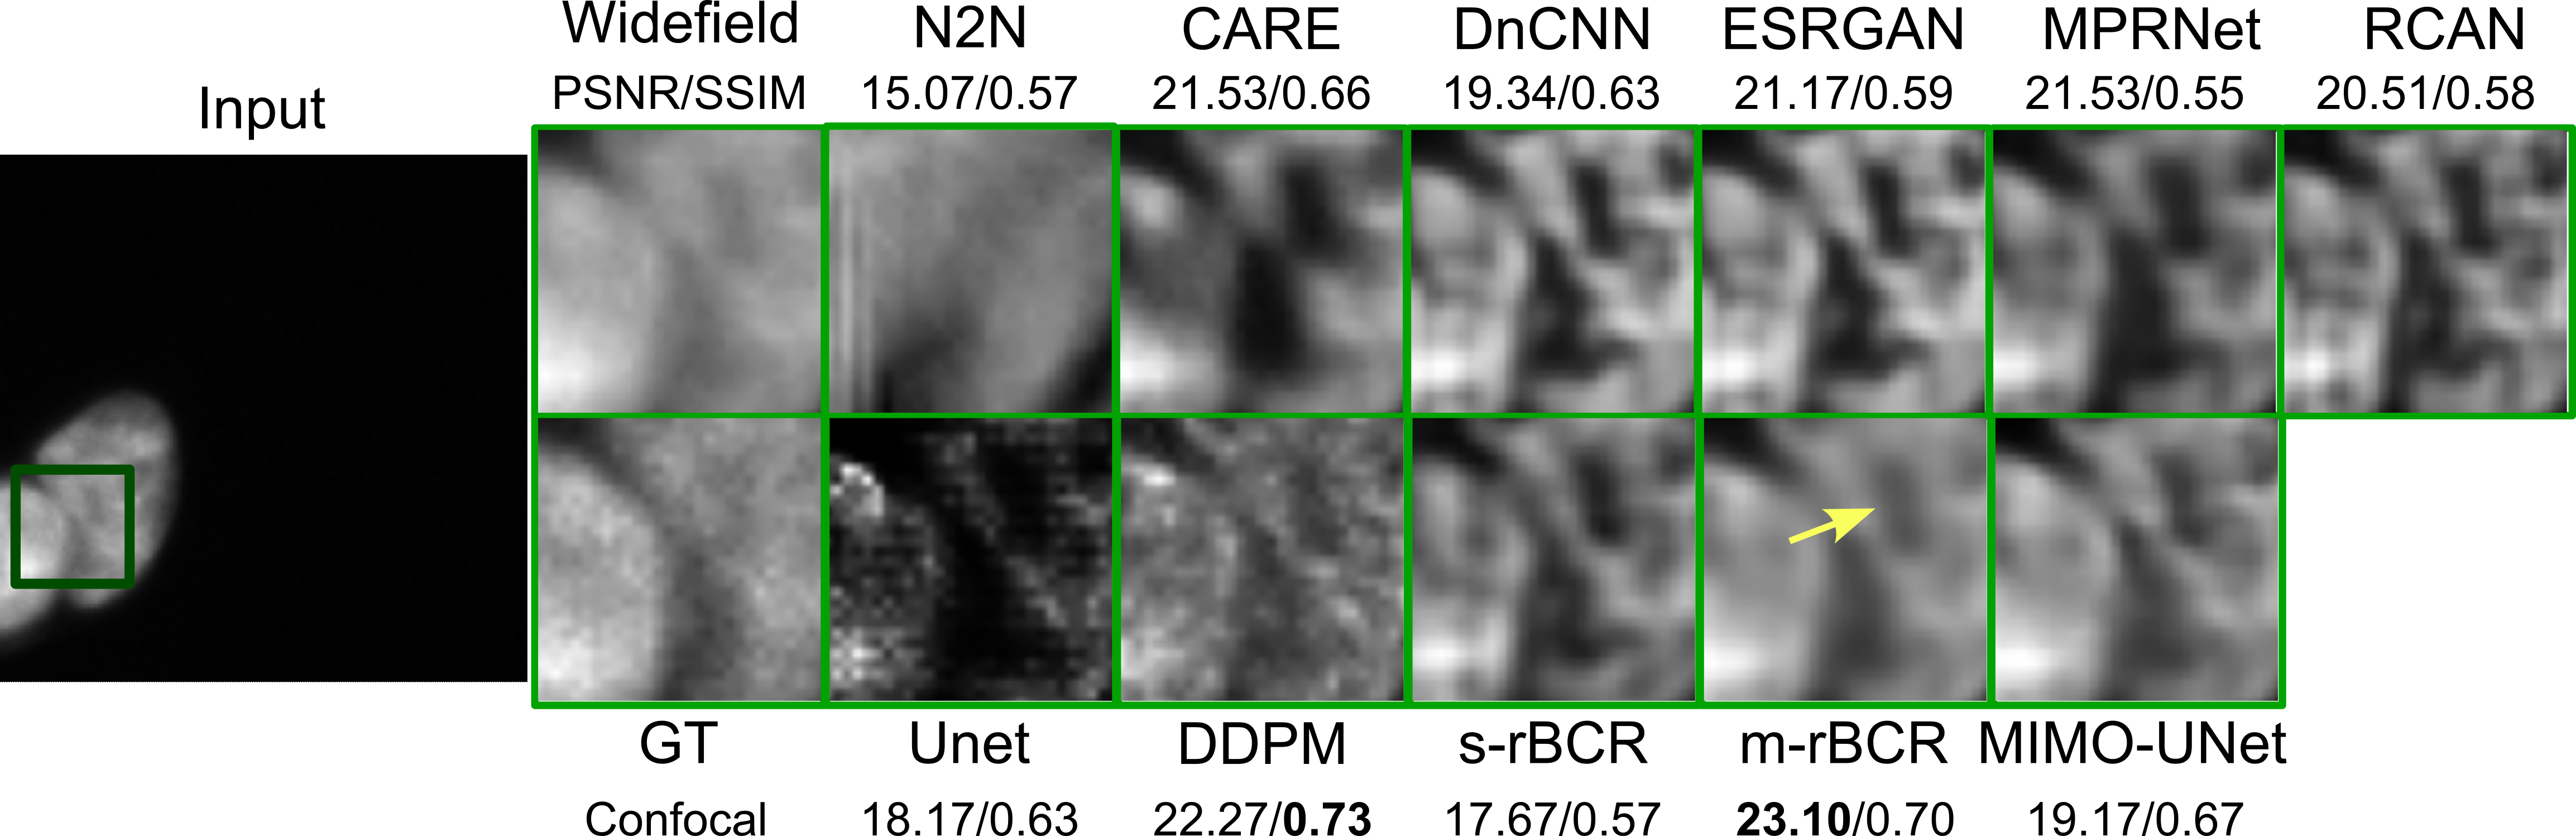 Input
Widefield N2N CARE DnCNN ESRGAN MPRNet RCAN
PSNR/SSIM 15.07/0.57 21.53/0.66 19.34/0.63 21.17/0.59 21.53/0.55 20.51/0.58
GT Unet DDPM s-rBCR m-rBCR MIMO-UNet
Confocal 18.17/0.63 22.27/0.73 17.67/0.57 23.10/0.70 19.17/0.67